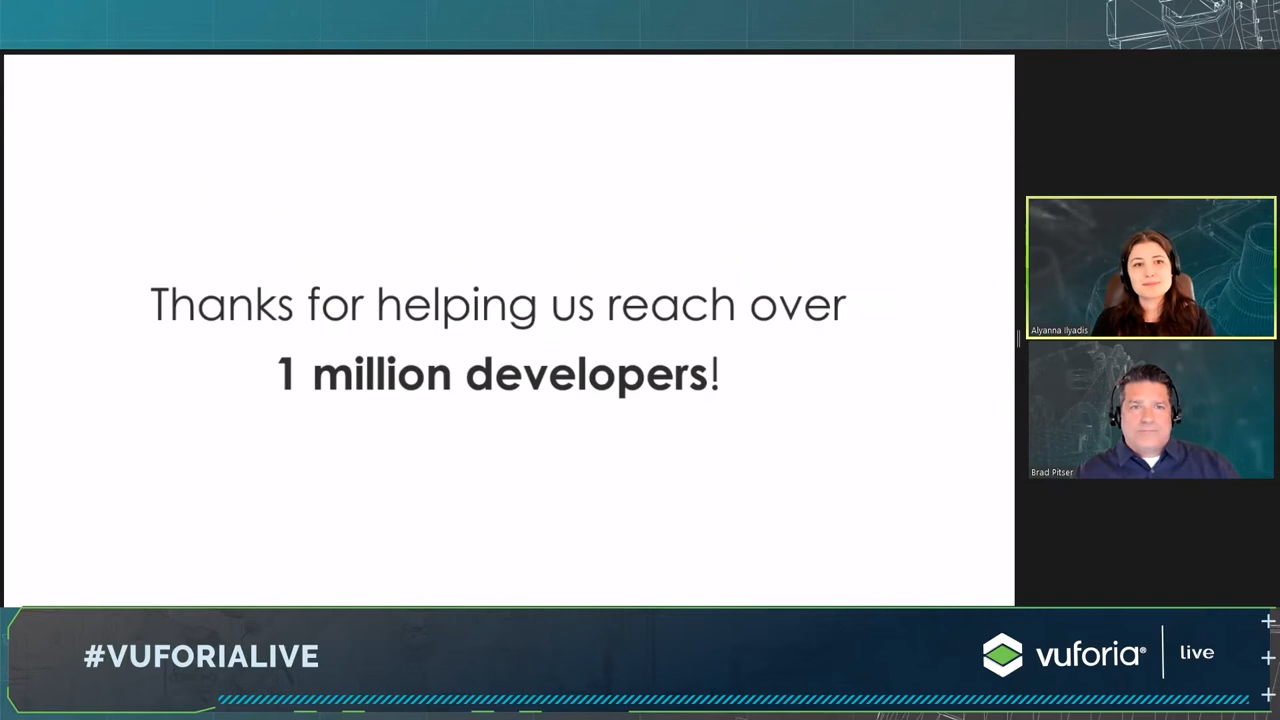 Thanks for helping us reach over
1 million developers!
Alyanna Ilyadis
Brad Pitser
#VUFORIALIVE
vuforia® live